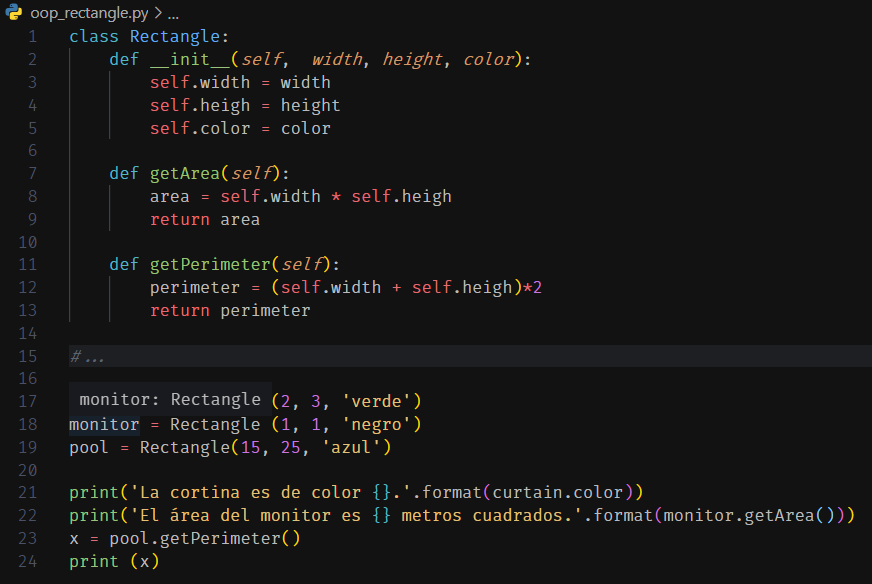 oop_rectangle.py > ...
1 class Rectangle:
2     def __init__(self,  width, height, color):
3         self.width = width
4         self.heigh = height
5         self.color = color
6
7     def getArea(self):
8         area = self.width * self.heigh
9         return area
10
11     def getPerimeter(self):
12         perimeter = (self.width + self.heigh)*2
13         return perimeter
14
15 #...
16
17 monitor: Rectangle (2, 3, 'verde')
18 monitor = Rectangle (1, 1, 'negro')
19 pool = Rectangle(15, 25, 'azul')
20
21 print('La cortina es de color {}.'.format(curtain.color))
22 print('El área del monitor es {} metros cuadrados.'.format(monitor.getArea()))
23 x = pool.getPerimeter()
24 print (x)